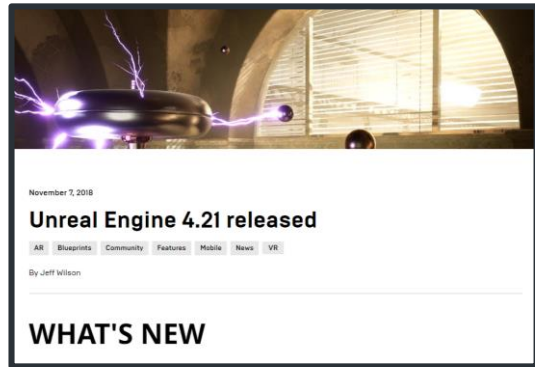 November 7, 2018
Unreal Engine 4.21 released
AR Blueprints Community Features Mobile News VR
By Jeff Wilson
WHAT'S NEW